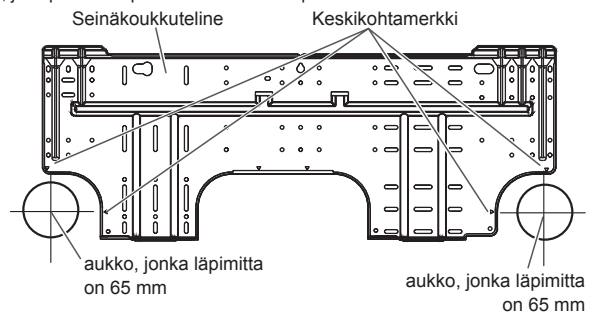 Seinäkoukkuteline
Keskikohtamerkki
aukko, jonka läpimitta
on 65 mm
aukko, jonka läpimitta
on 65 mm